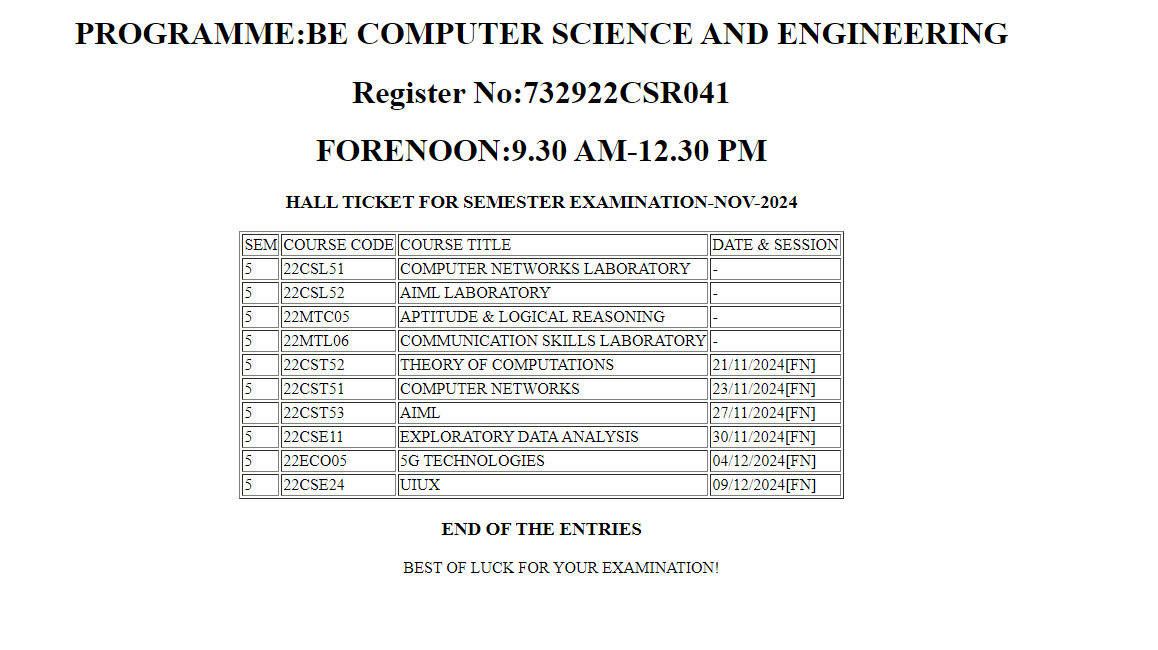 PROGRAMME:BE COMPUTER SCIENCE AND ENGINEERING
Register No:732922CSR041
FORENOON:9.30 AM-12.30 PM
HALL TICKET FOR SEMESTER EXAMINATION-NOV-2024
SEM COURSE CODE COURSE TITLE DATE & SESSION
5 22CSL51 COMPUTER NETWORKS LABORATORY -
5 22CSL52 AIML LABORATORY -
5 22MTC05 APTITUDE & LOGICAL REASONING -
5 22MTL06 COMMUNICATION SKILLS LABORATORY -
5 22CST52 THEORY OF COMPUTATIONS 21/11/2024[FN]
5 22CST51 COMPUTER NETWORKS 23/11/2024[FN]
5 22CST53 AIML 27/11/2024[FN]
5 22CSE11 EXPLORATORY DATA ANALYSIS 30/11/2024[FN]
5 22ECO05 5G TECHNOLOGIES 04/12/2024[FN]
5 22CSE24 UIUX 09/12/2024[FN]
END OF THE ENTRIES
BEST OF LUCK FOR YOUR EXAMINATION!